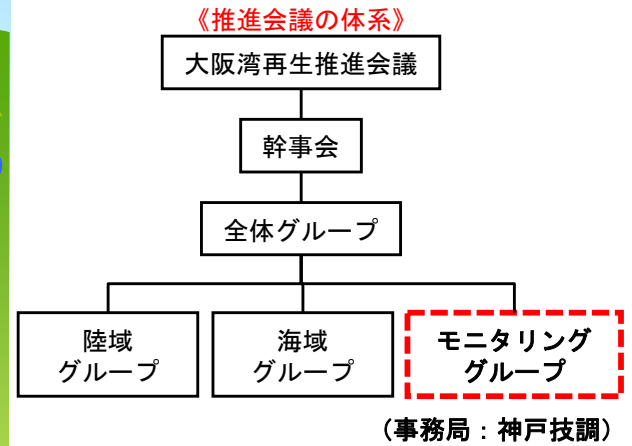 《推進会議の体系》
大阪湾再生推進会議
幹事会
全体グループ
陸域
グループ
海域
グループ
モニタリング
グループ
（事務局：神戸技調）